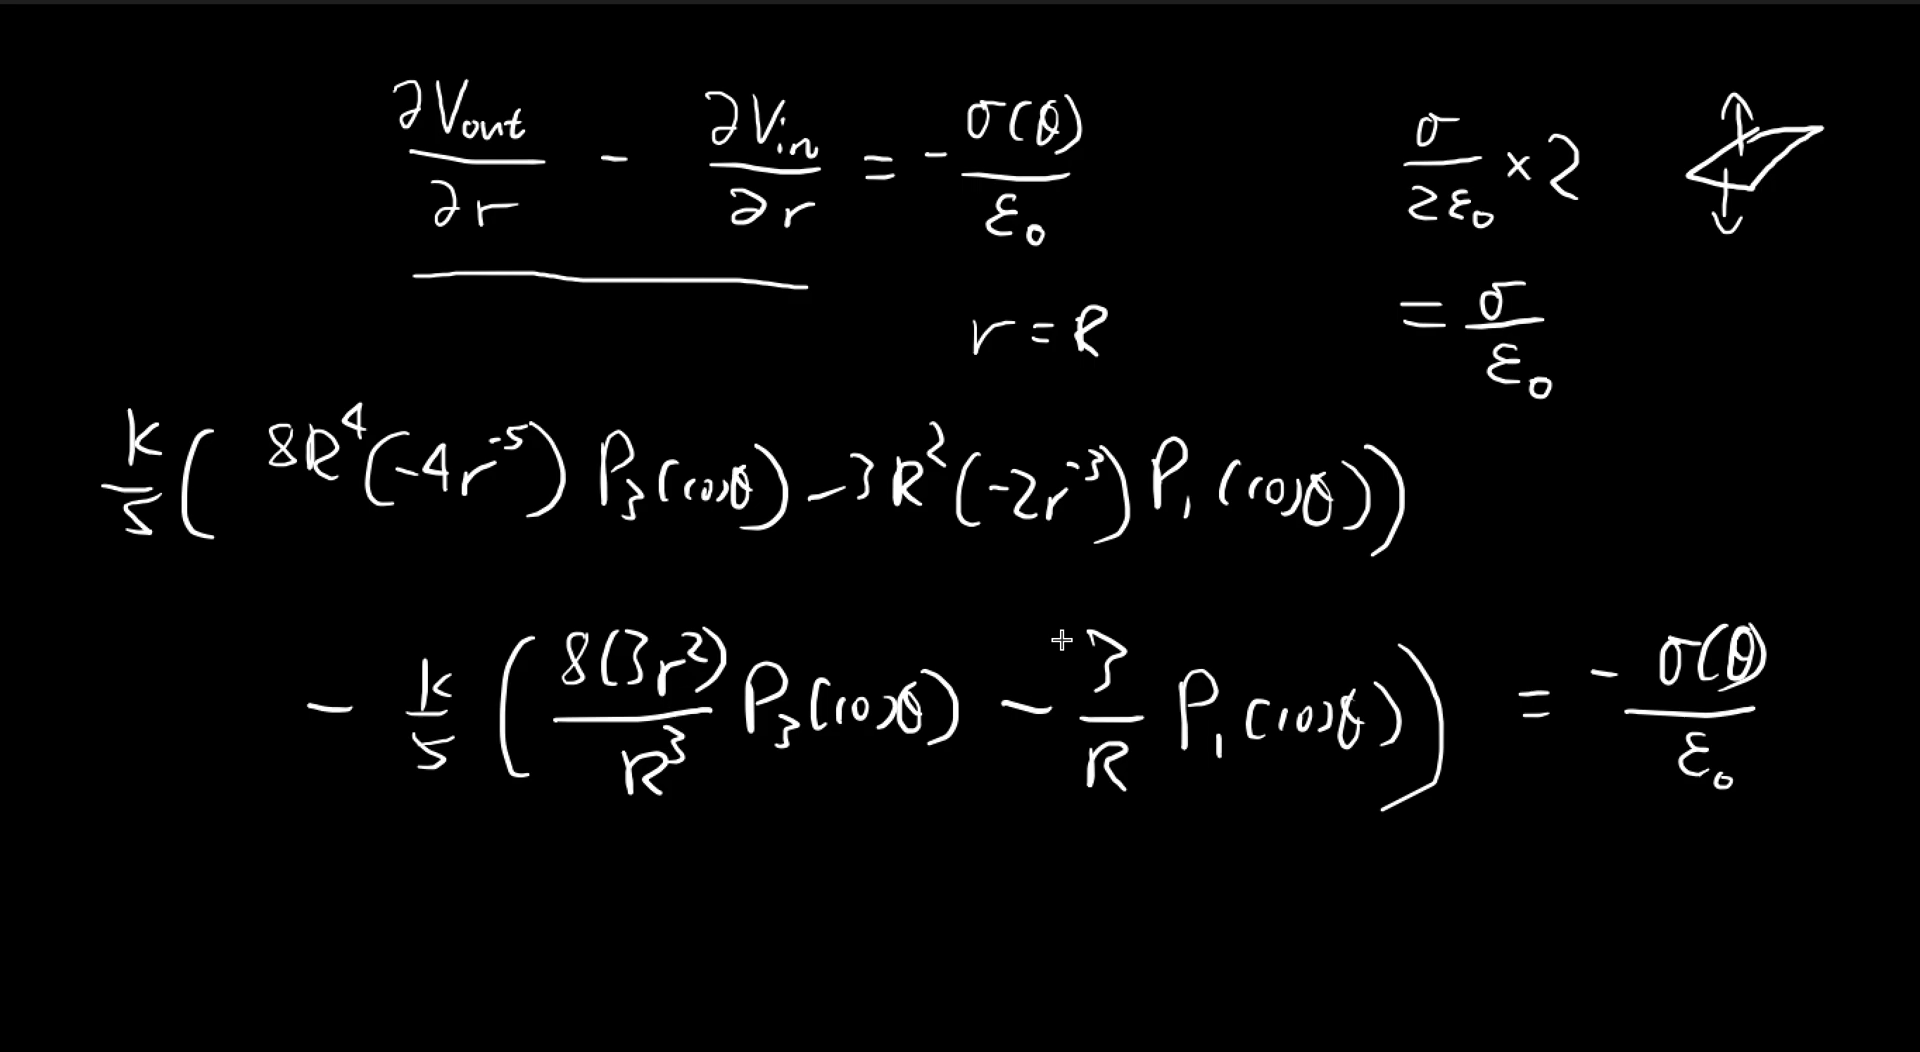 ∂V_out/∂r - ∂V_in/∂r = - σ(θ)/ε₀
σ/2ε₀ × 2
r = R
= σ/ε₀
k/5 ( 8R⁴(-4r⁻⁵) P₃(cosθ) - 3R²(-2r⁻³) P₁(cosθ))
- k/5 ( 8(3r²)/R³ P₃(cosθ) - 3/R P₁(cosθ)) = - σ(θ)/ε₀